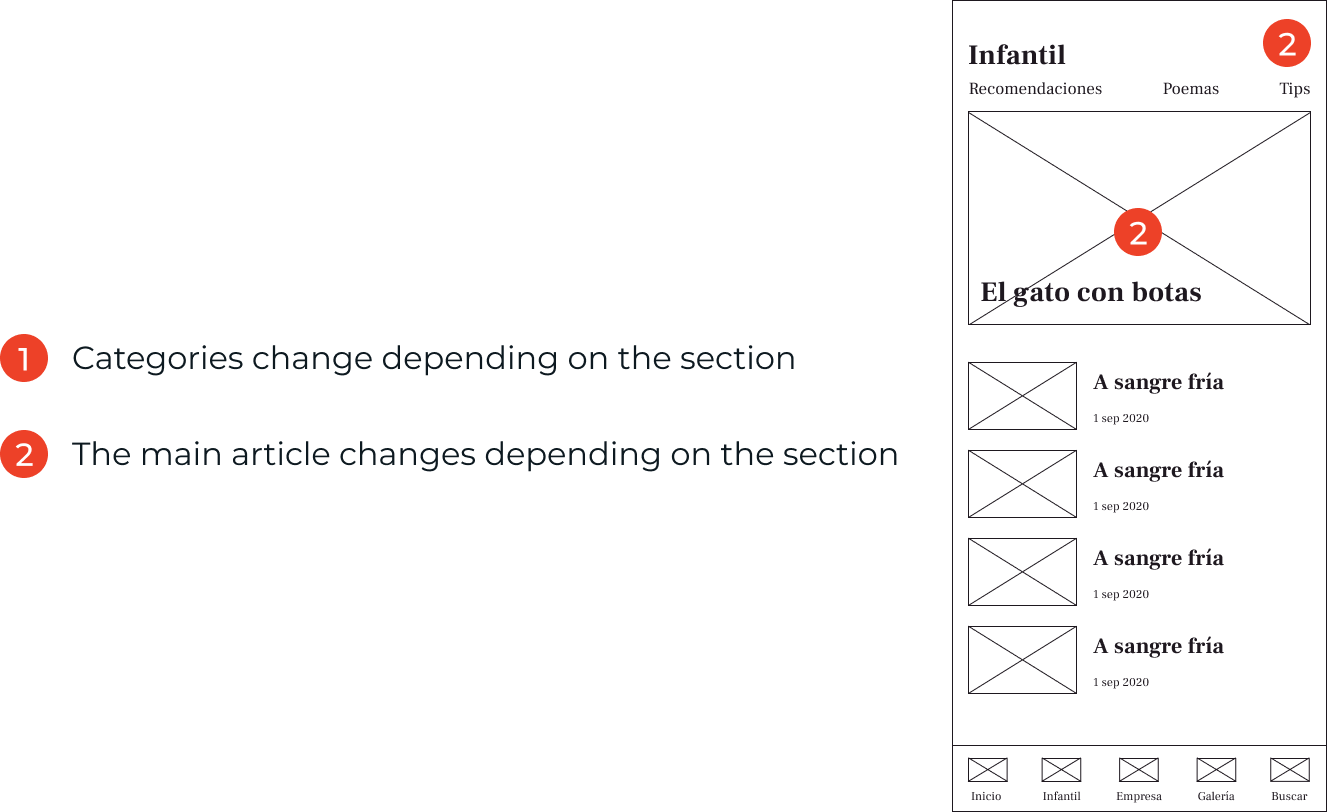 1 Categories change depending on the section
2 The main article changes depending on the section
2
Infantil
Recomendaciones Poemas Tips
2
El gato con botas
A sangre fría
1 sep 2020
A sangre fría
1 sep 2020
A sangre fría
1 sep 2020
A sangre fría
1 sep 2020
Inicio Infantil Empresa Galería Buscar